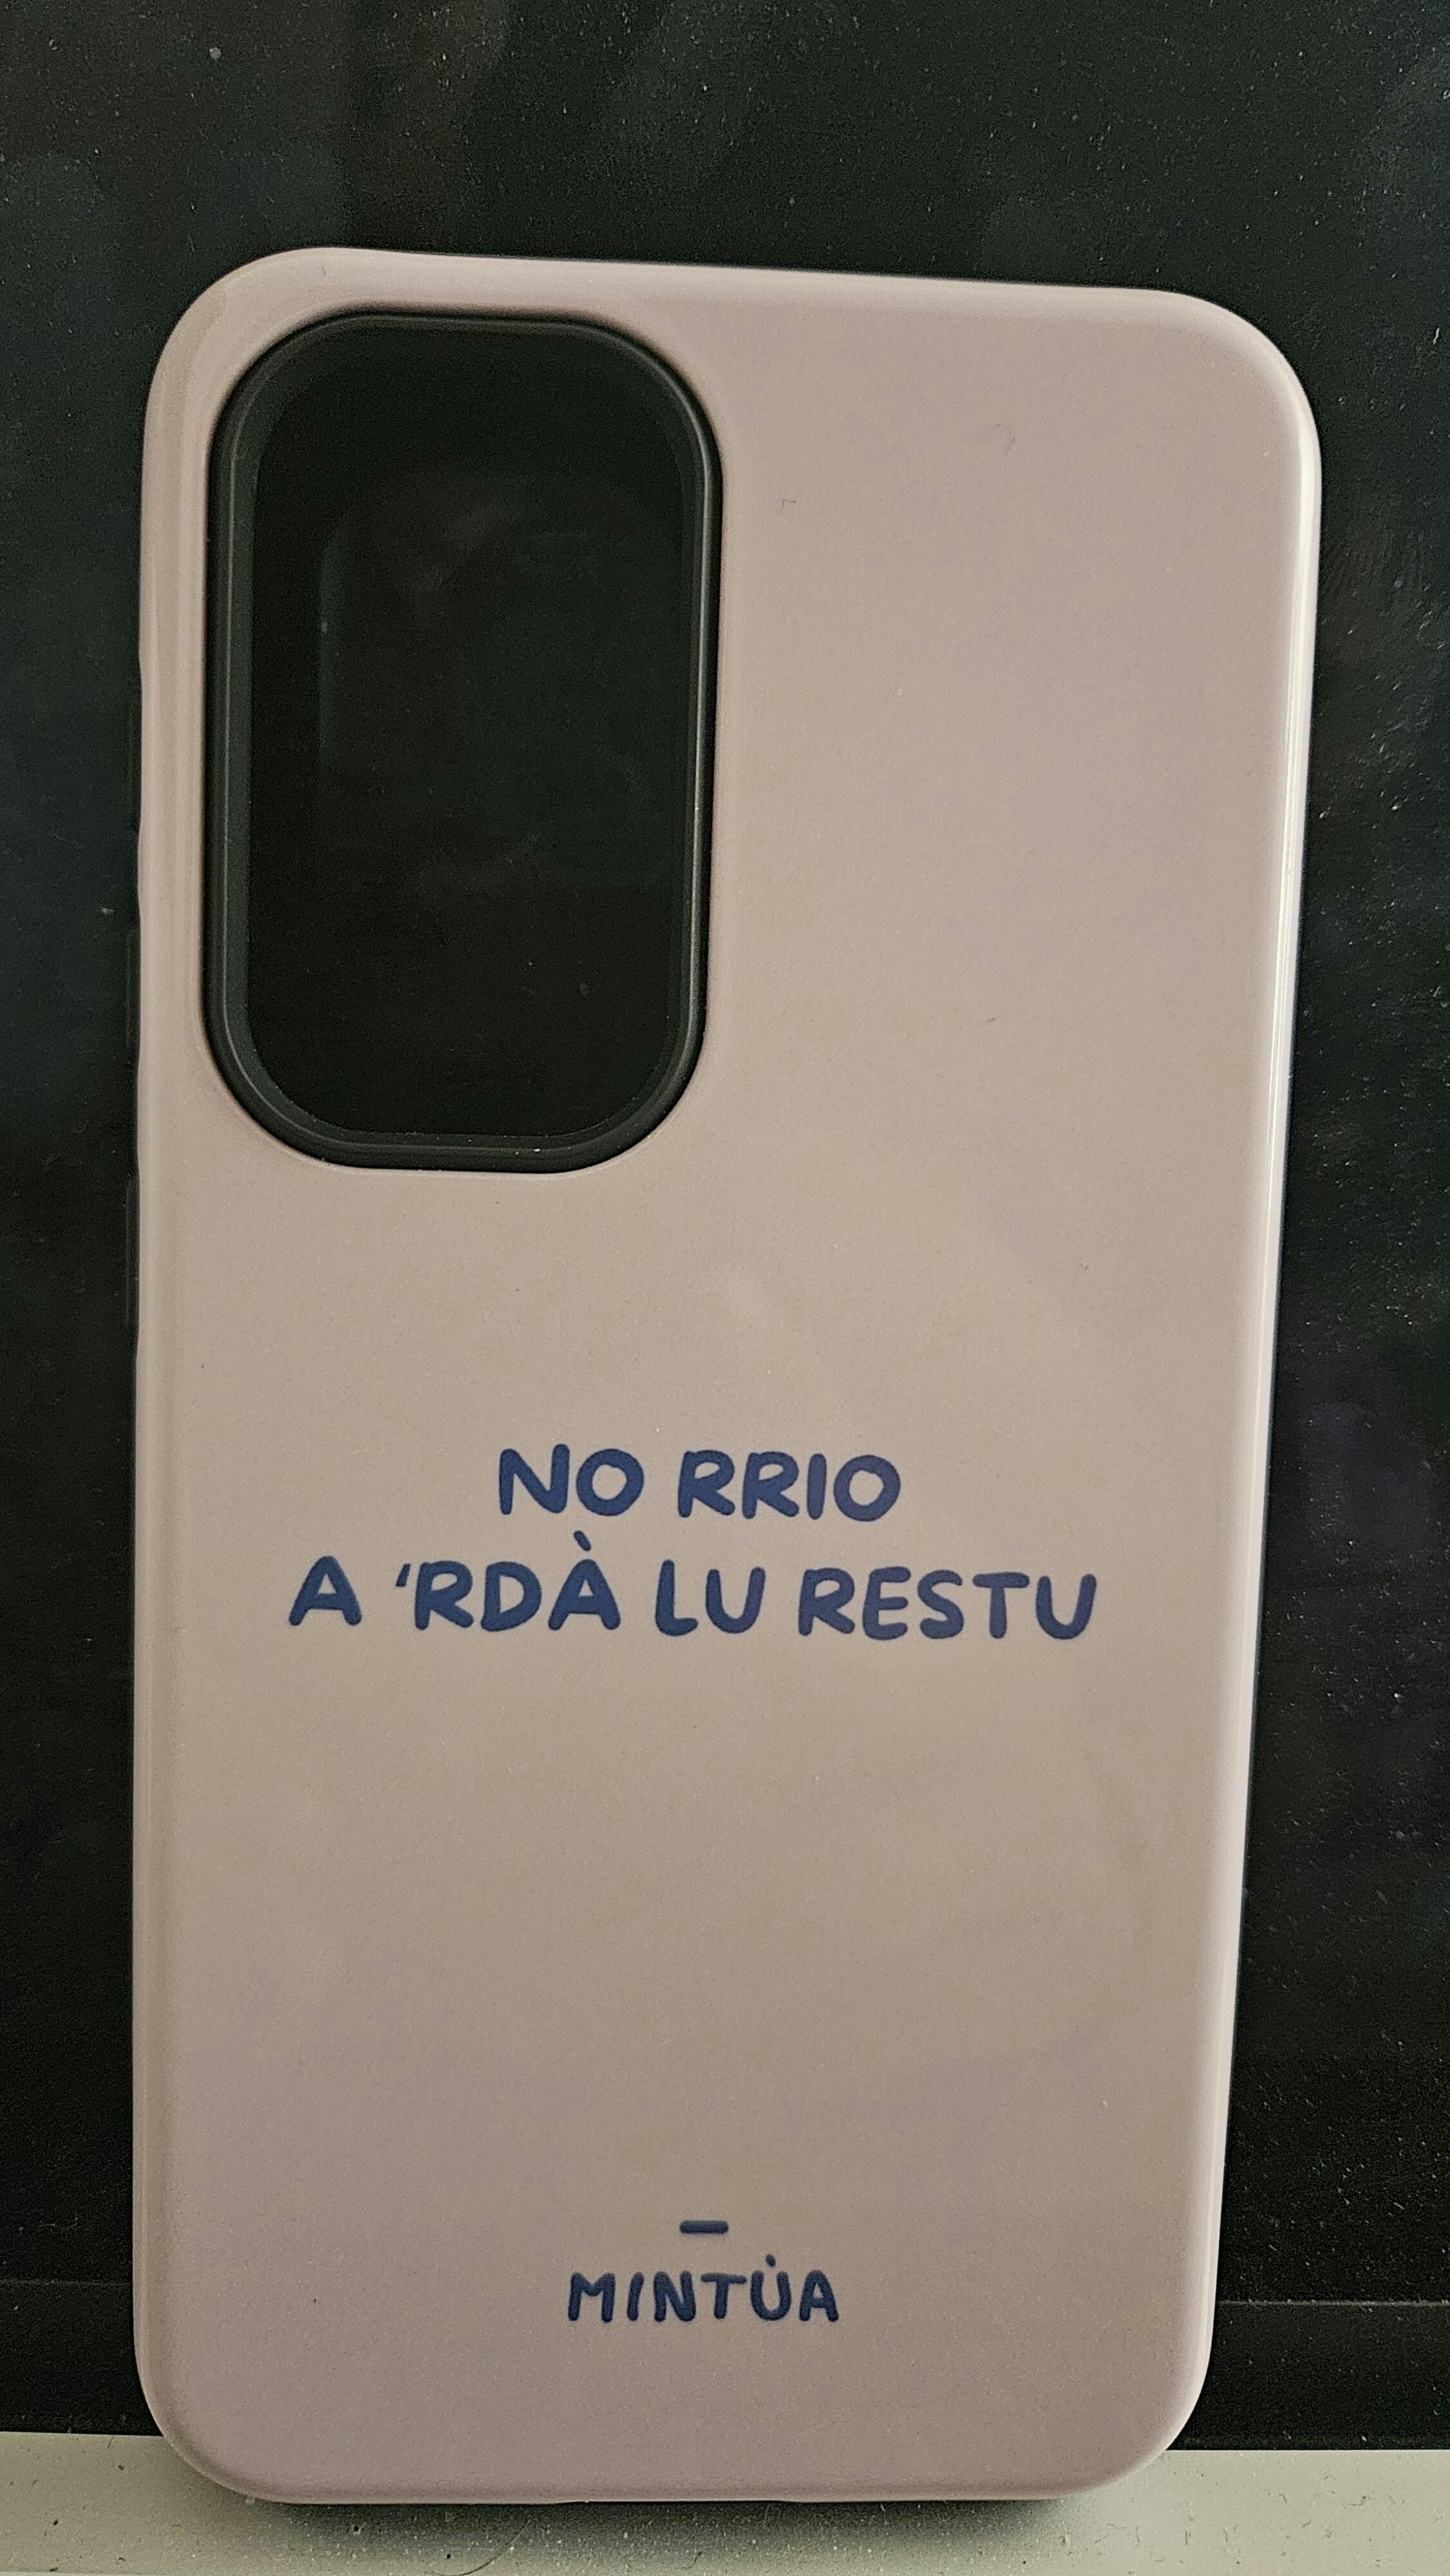 NO RRIO
A 'RDÀ LU RESTU
MINTÙA